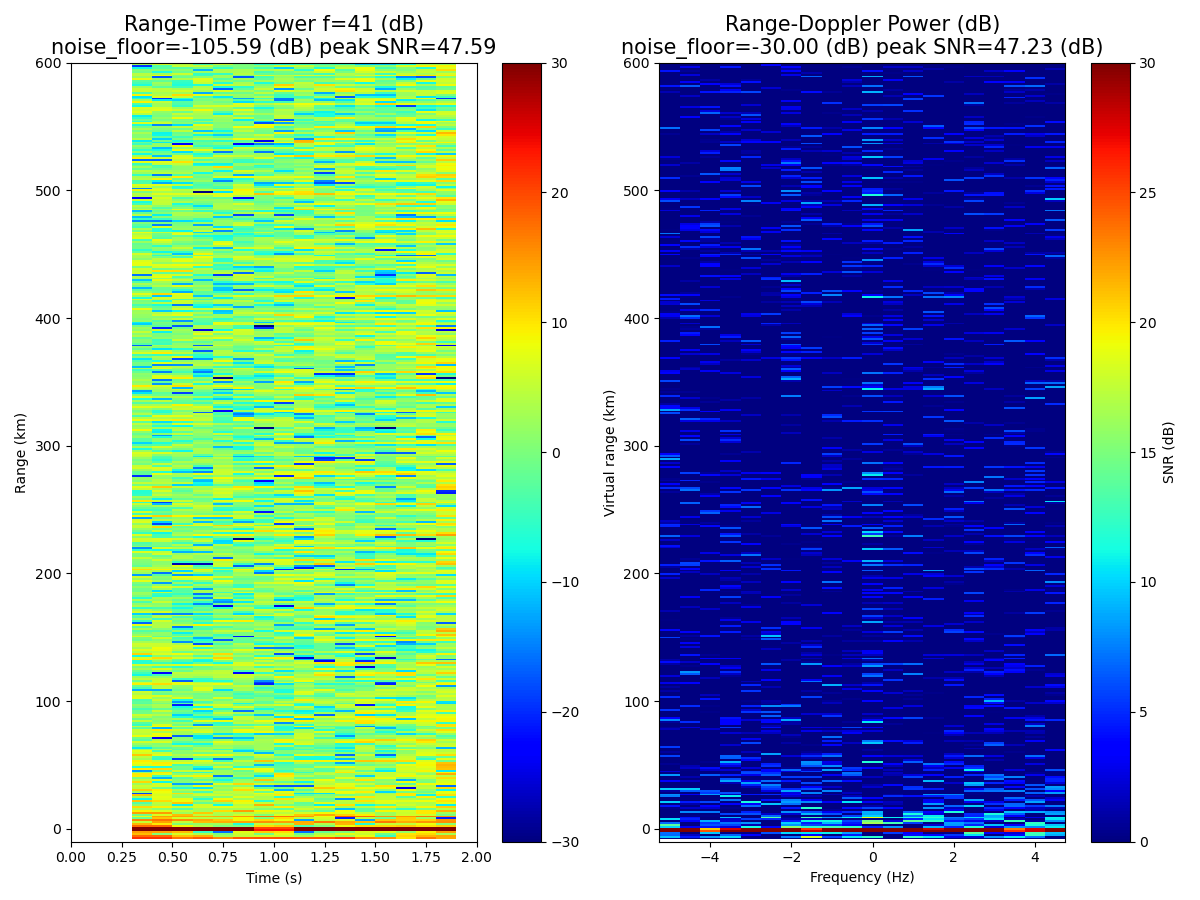 Range-Time Power f=41 (dB)
noise_floor=-105.59 (dB) peak SNR=47.59
Range-Doppler Power (dB)
noise_floor=-30.00 (dB) peak SNR=47.23 (dB)
600
500
400
300
200
100
0
Range (km)
0.00 0.25 0.50 0.75 1.00 1.25 1.50 1.75 2.00
Time (s)
30
20
10
0
−10
−20
−30
600
500
400
300
200
100
0
Virtual range (km)
−4 −2 0 2 4
Frequency (Hz)
30
25
20
15
10
5
0
SNR (dB)